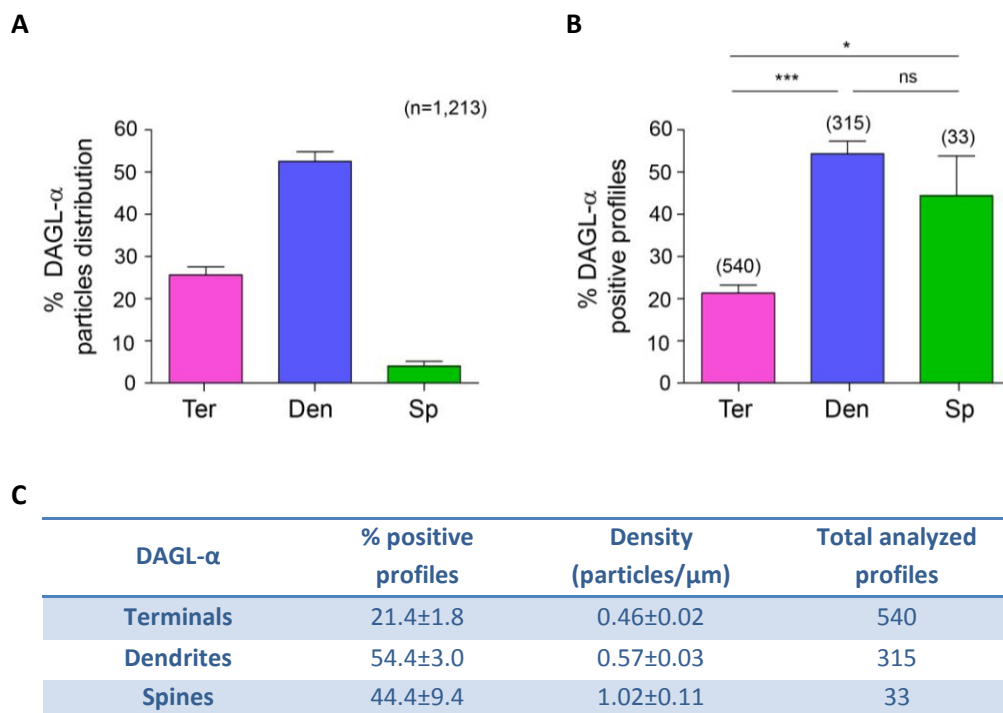 A
(n=1,213)
% DAGL-α
particles distribution
60
50
40
30
20
10
0
Ter Den Sp
B
*
*** ns
% DAGL-α
positive profliles
60
50
40
30
20
10
0
(540) (315) (33)
Ter Den Sp
C
DAGL-α % positive profiles Density (particles/μm) Total analyzed profiles
Terminals 21.4±1.8 0.46±0.02 540
Dendrites 54.4±3.0 0.57±0.03 315
Spines 44.4±9.4 1.02±0.11 33